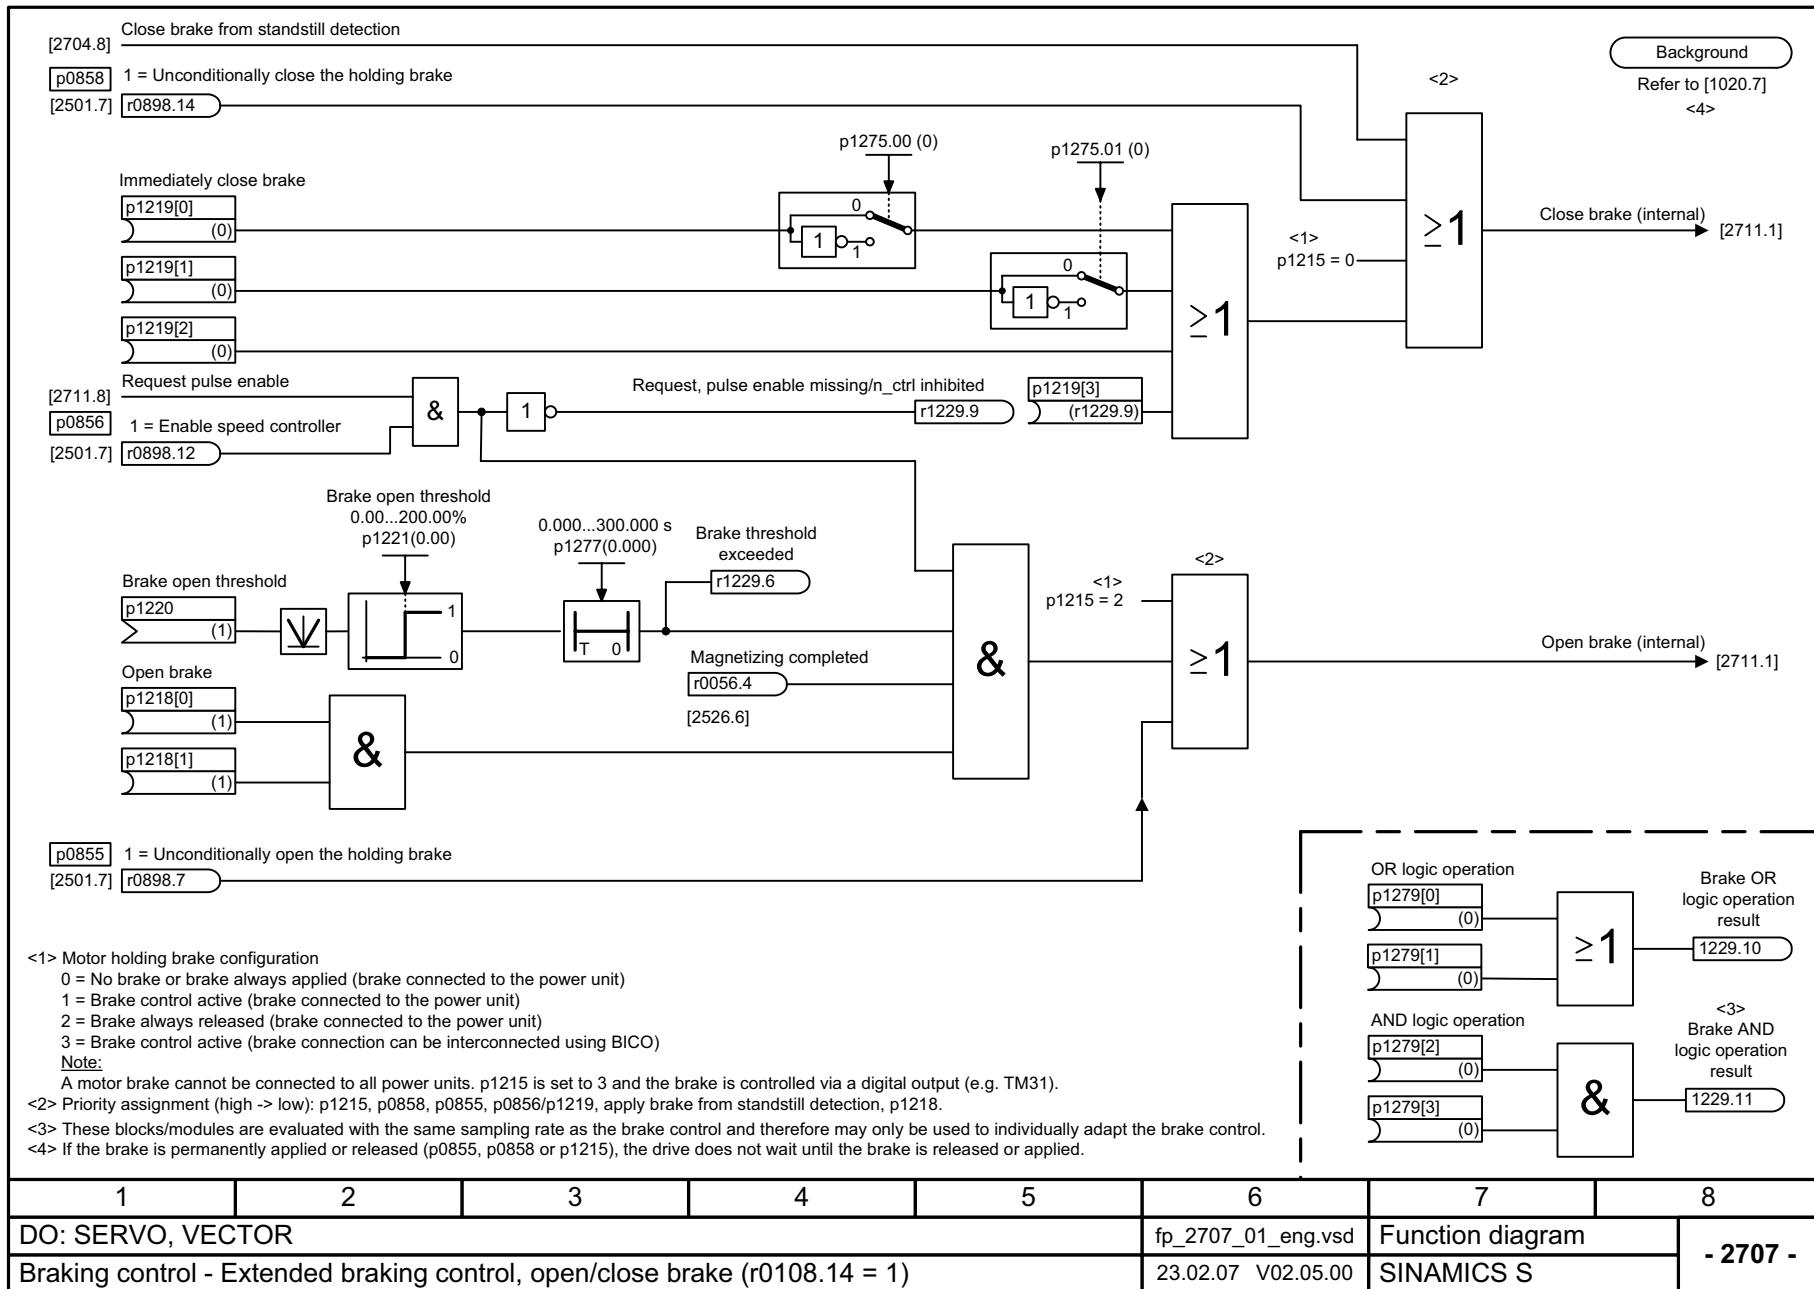 Close brake from standstill detection
[2704.8]
p0858 1 = Unconditionally close the holding brake
[2501.7] r0898.14
<2>
Background
Refer to [1020.7]
<4>
p1275.00 (0)
p1275.01 (0)
Immediately close brake
p1219[0]
(0)
0
1
1
p1219[1]
(0)
0
1
1
p1219[2]
(0)
≥1
<1>
p1215 = 0
≥1
Close brake (internal)
[2711.1]
Request pulse enable
[2711.8]
p0856 1 = Enable speed controller
[2501.7] r0898.12
&
1
Request, pulse enable missing/n_ctrl inhibited
r1229.9
p1219[3]
(r1229.9)
Brake open threshold
0.00...200.00%
p1221(0.00)
0.000...300.000 s
p1277(0.000)
Brake threshold
exceeded
r1229.6
Brake open threshold
p1220
(1)
1
0
T 0
Magnetizing completed
r0056.4
[2526.6]
&
<2>
<1>
p1215 = 2
≥1
Open brake (internal)
[2711.1]
Open brake
p1218[0]
(1)
p1218[1]
(1)
&
p0855 1 = Unconditionally open the holding brake
[2501.7] r0898.7
OR logic operation
p1279[0]
(0)
p1279[1]
(0)
≥1
Brake OR
logic operation
result
1229.10
AND logic operation
p1279[2]
(0)
p1279[3]
(0)
&
<3>
Brake AND
logic operation
result
1229.11
<1> Motor holding brake configuration
0 = No brake or brake always applied (brake connected to the power unit)
1 = Brake control active (brake connected to the power unit)
2 = Brake always released (brake connected to the power unit)
3 = Brake control active (brake connection can be interconnected using BICO)
Note:
A motor brake cannot be connected to all power units. p1215 is set to 3 and the brake is controlled via a digital output (e.g. TM31).
<2> Priority assignment (high -> low): p1215, p0858, p0855, p0856/p1219, apply brake from standstill detection, p1218.
<3> These blocks/modules are evaluated with the same sampling rate as the brake control and therefore may only be used to individually adapt the brake control.
<4> If the brake is permanently applied or released (p0855, p0858 or p1215), the drive does not wait until the brake is released or applied.
1 2 3 4 5 6 7 8
DO: SERVO, VECTOR
fp_2707_01_eng.vsd
Function diagram
- 2707 -
Braking control - Extended braking control, open/close brake (r0108.14 = 1)
23.02.07 V02.05.00
SINAMICS S